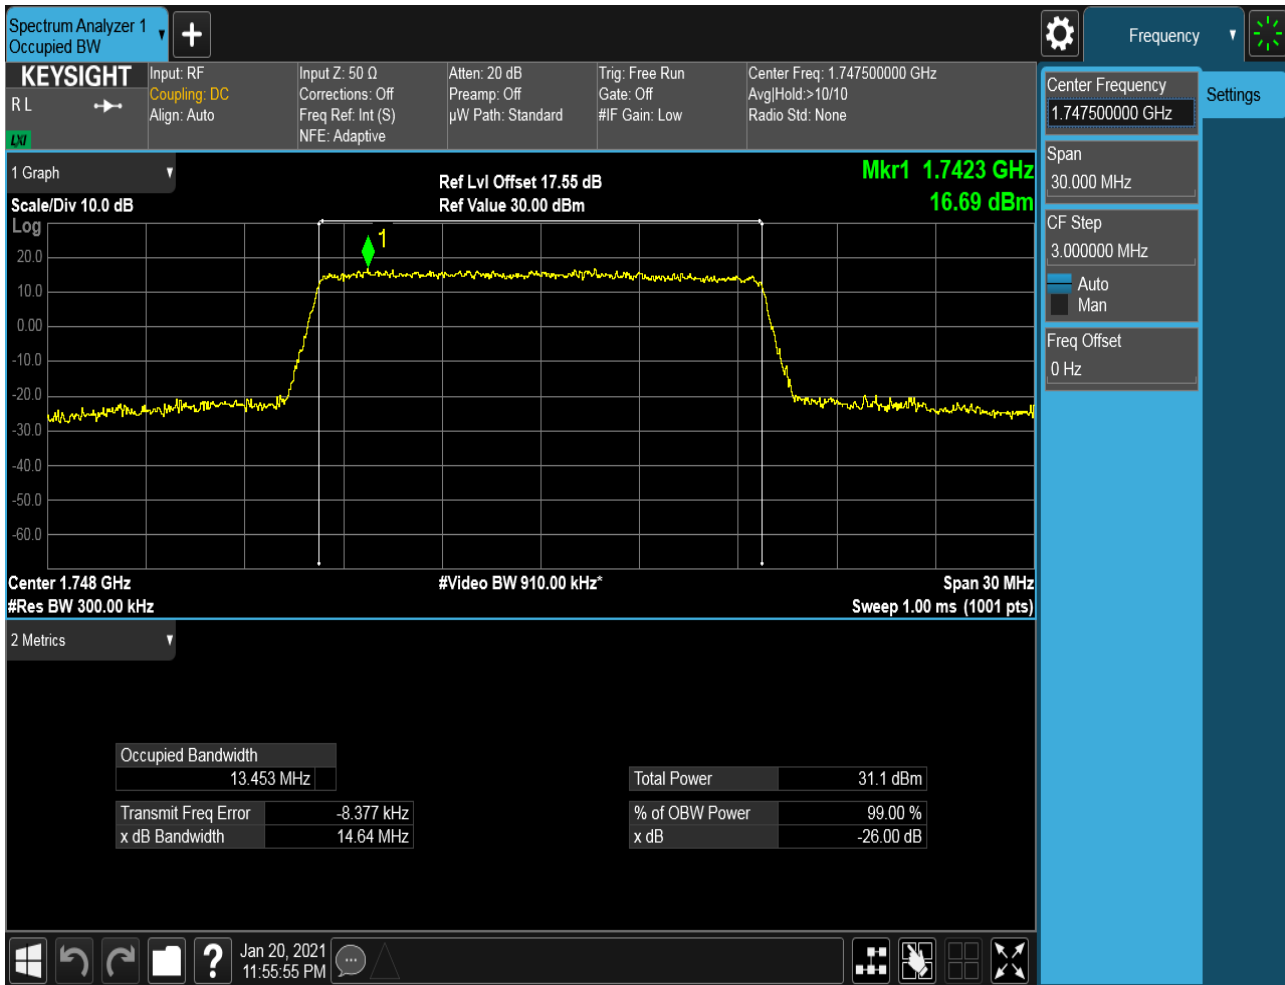 Spectrum Analyzer 1
Occupied BW
Frequency
KEYSIGHT
R L
LXI
Input: RF
Coupling: DC
Align: Auto
Input Z: 50 Ω
Corrections: Off
Freq Ref: Int (S)
NFE: Adaptive
Atten: 20 dB
Preamp: Off
µW Path: Standard
Trig: Free Run
Gate: Off
#IF Gain: Low
Center Freq: 1.747500000 GHz
Avg|Hold:>10/10
Radio Std: None
Center Frequency
1.747500000 GHz
Settings
Span
30.000 MHz
CF Step
3.000000 MHz
Auto
Man
Freq Offset
0 Hz
1 Graph
Scale/Div 10.0 dB
Ref Lvl Offset 17.55 dB
Ref Value 30.00 dBm
Mkr1 1.7423 GHz
16.69 dBm
Log
1
20.0
10.0
0.00
-10.0
-20.0
-30.0
-40.0
-50.0
-60.0
Center 1.748 GHz
#Res BW 300.00 kHz
#Video BW 910.00 kHz*
Span 30 MHz
Sweep 1.00 ms (1001 pts)
2 Metrics
Occupied Bandwidth
13.453 MHz
Transmit Freq Error -8.377 kHz
x dB Bandwidth 14.64 MHz
Total Power 31.1 dBm
% of OBW Power 99.00 %
x dB -26.00 dB
?
Jan 20, 2021
11:55:55 PM